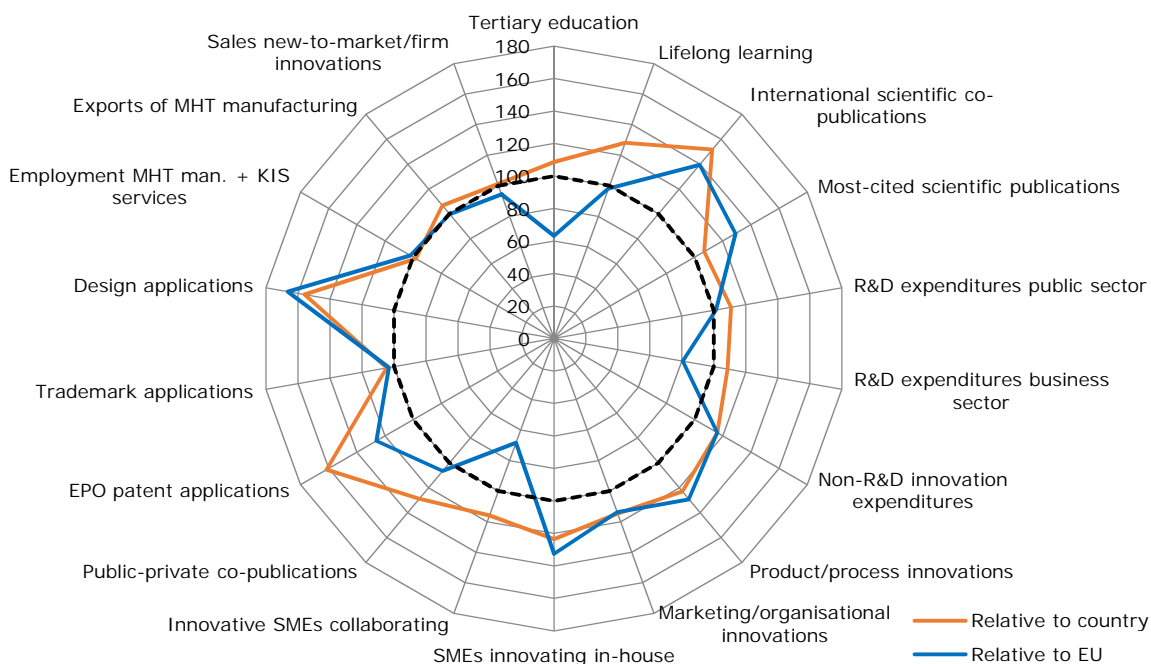 Tertiary education
Sales new-to-market/firm
innovations
180
Lifelong learning
160
International scientific co-
publications
Exports of MHT manufacturing
140
120
Employment MHT man. + KIS
services
100
Most-cited scientific publications
80
60
Design applications
40
R&D expenditures public sector
20
0
Trademark applications
R&D expenditures business
sector
EPO patent applications
Non-R&D innovation
expenditures
Public-private co-publications
Product/process innovations
Innovative SMEs collaborating
Marketing/organisational
innovations
SMEs innovating in-house
Relative to country
Relative to EU